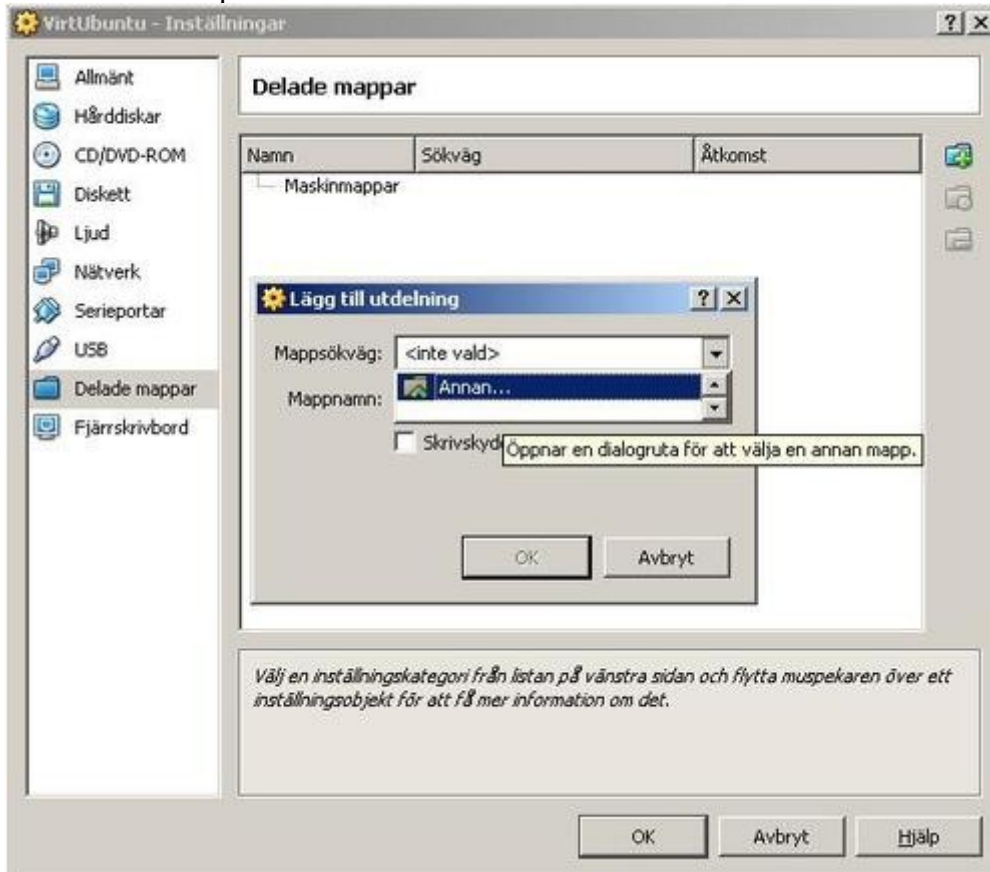 VirtUbuntu - Inställningar
Allmänt
Hårddiskar
CD/DVD-ROM
Diskett
Ljud
Nätverk
Serieportar
USB
Delade mappar
Fjärrskrivbord
Delade mappar
Namn Sökväg Åtkomst
Maskinmappar
Lägg till utdelning
Mappsökväg: <inte vald>
Annan...
Mappnamn:
Skrivskyd
Öppnar en dialogruta för att välja en annan mapp.
OK Avbryt
Välj en inställningskategori från listan på vänstra sidan och flytta muspekaren över ett
inställningsobjekt för att få mer information om det.
OK Avbryt Hjälp